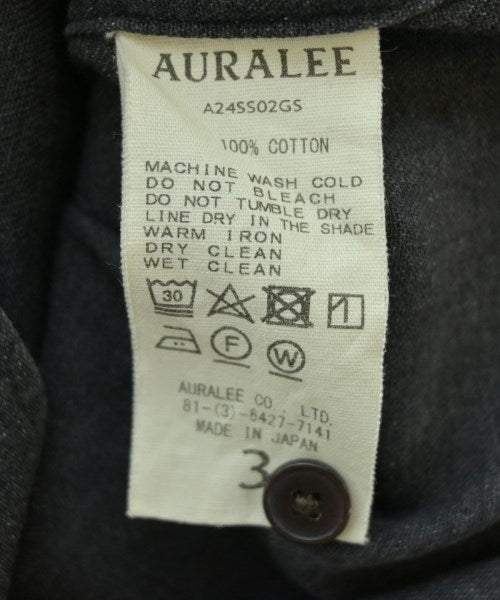 AURALEE
A24SS02GS
100% COTTON
MACHINE WASH COLD
DO NOT BLEACH
DO NOT TUMBLE DRY
LINE DRY IN THE SHADE
WARM IRON
DRY CLEAN
WET CLEAN
30
F
W
AURALEE CO., LTD.
81-(3)-6427-7141
MADE IN JAPAN
3